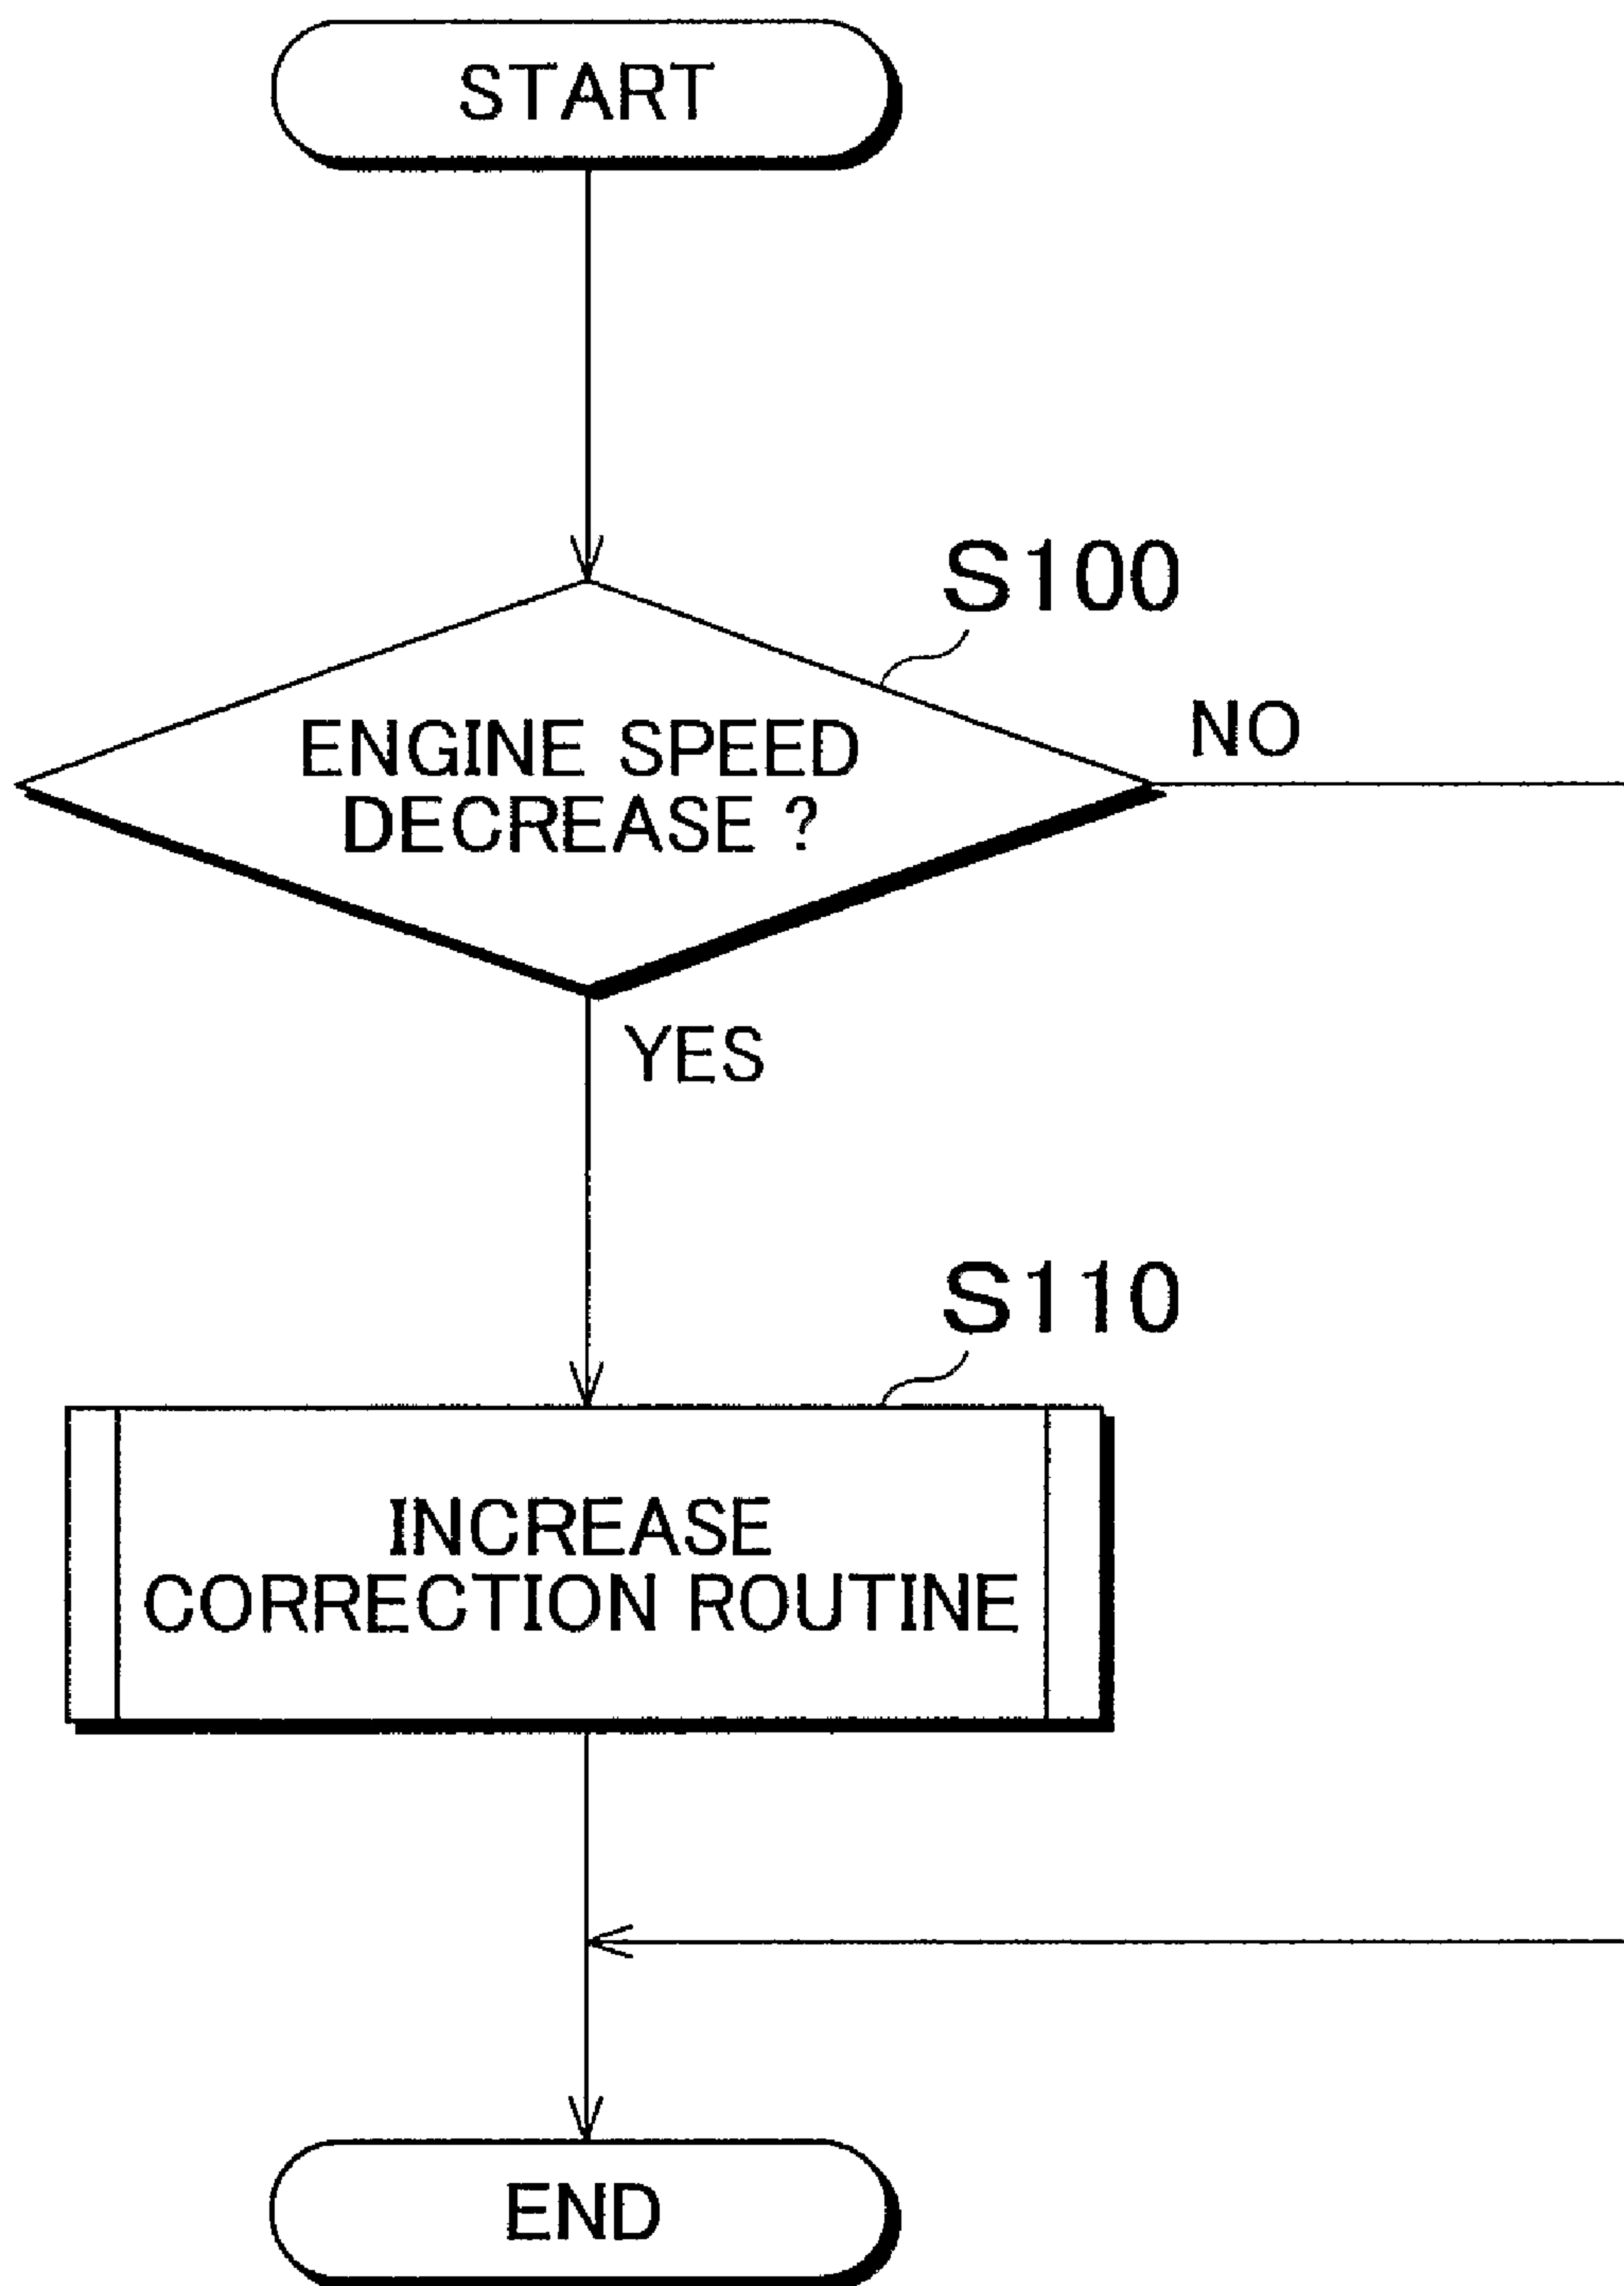 START
S100
ENGINE SPEED
DECREASE ?
NO
YES
S110
INCREASE
CORRECTION ROUTINE
END